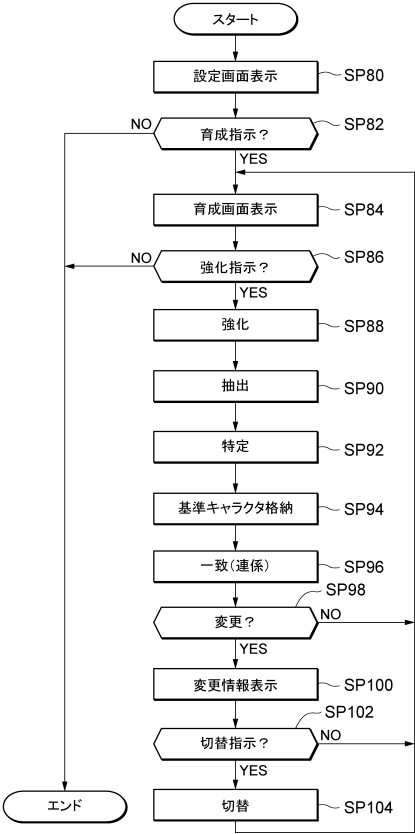 スタート
設定画面表示 SP80
育成指示？ SP82
NO
YES
育成画面表示 SP84
強化指示？ SP86
NO
YES
強化 SP88
抽出 SP90
特定 SP92
基準キャラクタ格納 SP94
一致(連係) SP96
変更？ SP98
NO
YES
変更情報表示 SP100
切替指示？ SP102
NO
YES
エンド
切替 SP104